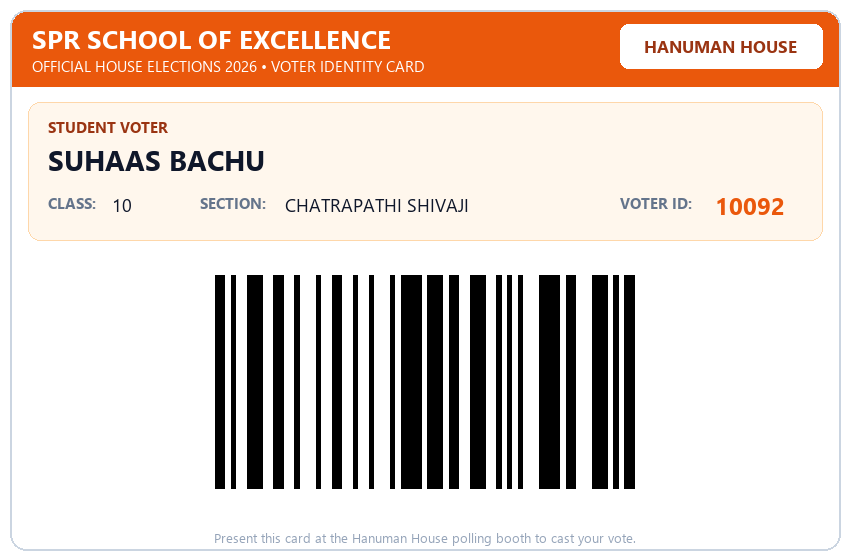 SPR SCHOOL OF EXCELLENCE
OFFICIAL HOUSE ELECTIONS 2026 • VOTER IDENTITY CARD
HANUMAN HOUSE
STUDENT VOTER
SUHAAS BACHU
CLASS: 10 SECTION: CHATRAPATHI SHIVAJI VOTER ID: 10092
Present this card at the Hanuman House polling booth to cast your vote.